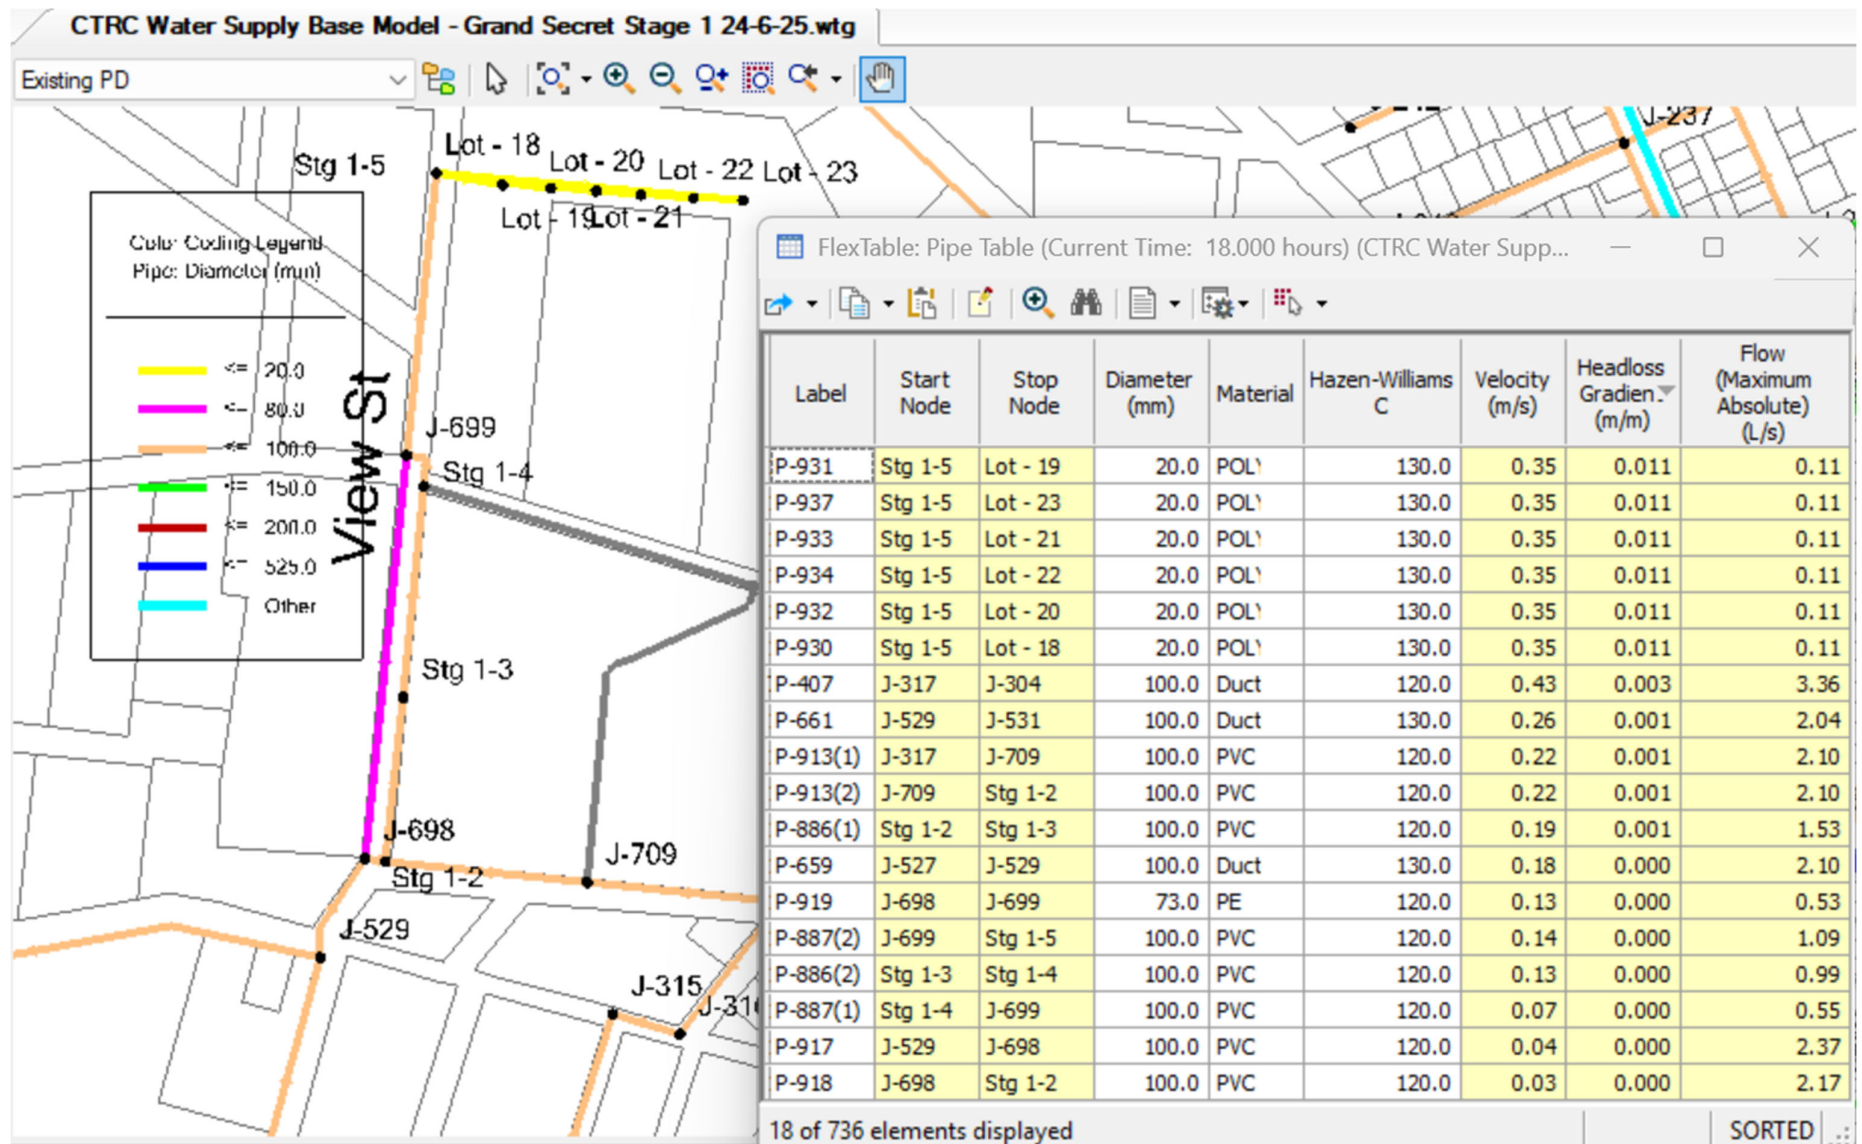 CTRC Water Supply Base Model - Grand Secret Stage 1 24-6-25.wtg
Existing PD
Stg 1-5
Lot - 18
Lot - 20
Lot - 22
Lot - 23
Lot - 19
Lot - 21
J-237
Color Coding Legend
Pipe: Diameter (mm)
<= 20.0
<= 80.0
<= 100.0
<= 150.0
<= 200.0
<= 525.0
Other
View St
J-699
Stg 1-4
Stg 1-3
J-698
Stg 1-2
J-709
J-529
J-315
FlexTable: Pipe Table (Current Time: 18.000 hours) (CTRC Water Supp...
Label Start Node Stop Node Diameter (mm) Material Hazen-Williams C Velocity (m/s) Headloss Gradien. (m/m) Flow (Maximum Absolute) (L/s)
P-931 Stg 1-5 Lot - 19 20.0 POLY 130.0 0.35 0.011 0.11
P-937 Stg 1-5 Lot - 23 20.0 POLY 130.0 0.35 0.011 0.11
P-933 Stg 1-5 Lot - 21 20.0 POLY 130.0 0.35 0.011 0.11
P-934 Stg 1-5 Lot - 22 20.0 POLY 130.0 0.35 0.011 0.11
P-932 Stg 1-5 Lot - 20 20.0 POLY 130.0 0.35 0.011 0.11
P-930 Stg 1-5 Lot - 18 20.0 POLY 130.0 0.35 0.011 0.11
P-407 J-317 J-304 100.0 Duct 120.0 0.43 0.003 3.36
P-661 J-529 J-531 100.0 Duct 130.0 0.26 0.001 2.04
P-913(1) J-317 J-709 100.0 PVC 120.0 0.22 0.001 2.10
P-913(2) J-709 Stg 1-2 100.0 PVC 120.0 0.22 0.001 2.10
P-886(1) Stg 1-2 Stg 1-3 100.0 PVC 120.0 0.19 0.001 1.53
P-659 J-527 J-529 100.0 Duct 130.0 0.18 0.000 2.10
P-919 J-698 J-699 73.0 PE 120.0 0.13 0.000 0.53
P-887(2) J-699 Stg 1-5 100.0 PVC 120.0 0.14 0.000 1.09
P-886(2) Stg 1-3 Stg 1-4 100.0 PVC 120.0 0.13 0.000 0.99
P-887(1) Stg 1-4 J-699 100.0 PVC 120.0 0.07 0.000 0.55
P-917 J-529 J-698 100.0 PVC 120.0 0.04 0.000 2.37
P-918 J-698 Stg 1-2 100.0 PVC 120.0 0.03 0.000 2.17
18 of 736 elements displayed
SORTED